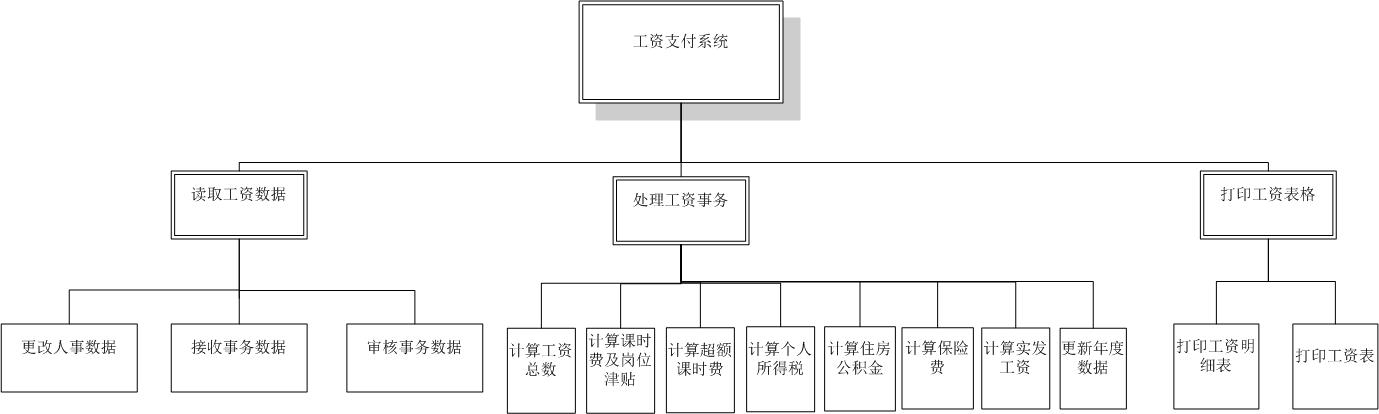 工资支付系统
读取工资数据
处理工资事务
打印工资表格
更改人事数据
接收事务数据
审核事务数据
计算工资
总数
计算课时
费及岗位
津贴
计算超额
课时费
计算个人
所得税
计算住房
公积金
计算保险
费
计算实发
工资
更新年度
数据
打印工资明
细表
打印工资表